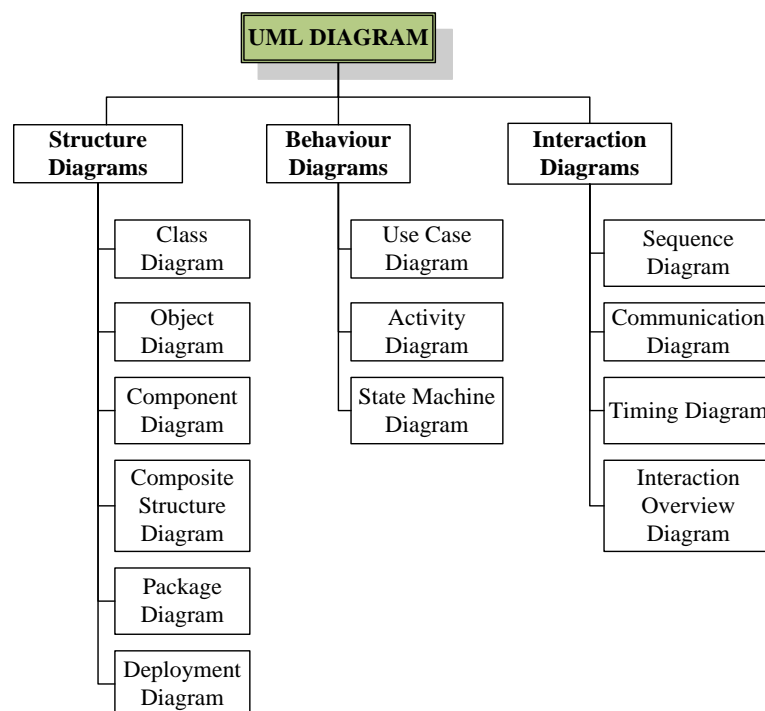 UML DIAGRAM
Structure
Diagrams
Behaviour
Diagrams
Interaction
Diagrams
Class
Diagram
Object
Diagram
Component
Diagram
Composite
Structure
Diagram
Package
Diagram
Deployment
Diagram
Use Case
Diagram
Activity
Diagram
State Machine
Diagram
Sequence
Diagram
Communication
Diagram
Timing Diagram
Interaction
Overview
Diagram